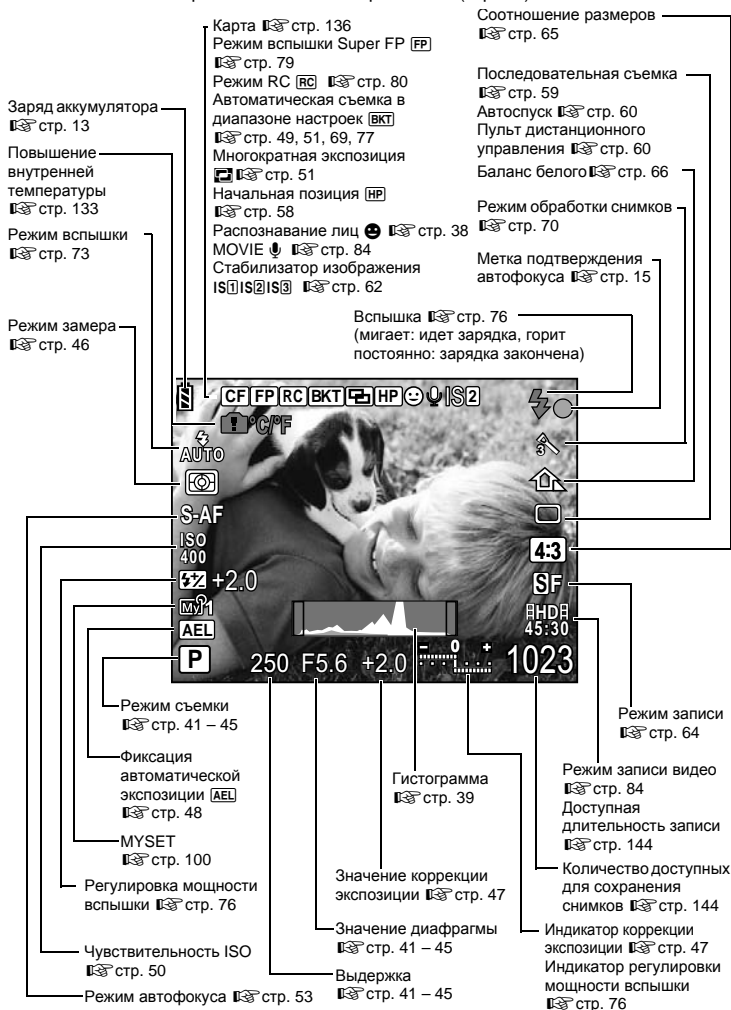 Карта ☞ стр. 136
Режим вспышки Super FP FP
☞ стр. 79
Режим RC RC ☞ стр. 80
Автоматическая съемка в
диапазоне настроек BKT
☞ стр. 49, 51, 69, 77
Многократная экспозиция
☞ стр. 51
Начальная позиция HP
☞ стр. 58
Распознавание лиц ☞ стр. 38
MOVIE ☞ стр. 84
Стабилизатор изображения
IS1 IS2 IS3 ☞ стр. 62
Соотношение размеров
☞ стр. 65
Последовательная съемка
☞ стр. 59
Автоспуск ☞ стр. 60
Пульт дистанционного
управления ☞ стр. 60
Баланс белого ☞ стр. 66
Режим обработки снимков
☞ стр. 70
Метка подтверждения
автофокуса ☞ стр. 15
Вспышка ☞ стр. 76
(мигает: идет зарядка, горит
постоянно: зарядка закончена)
Заряд аккумулятора
☞ стр. 13
Повышение
внутренней
температуры
☞ стр. 133
Режим вспышки
☞ стр. 73
Режим замера
☞ стр. 46
CF FP RC BKT HP IS2
°C/°F
AUTO
S-AF
ISO
400
+2.0
My1
AEL
P
250 F5.6 +2.0
− 0 +
3
4:3
SF
HD
45:30
1023
Режим съемки
☞ стр. 41 – 45
Фиксация
автоматической
экспозиции AEL
☞ стр. 48
MYSET
☞ стр. 100
Регулировка мощности
вспышки ☞ стр. 76
Чувствительность ISO
☞ стр. 50
Режим автофокуса ☞ стр. 53
Гистограмма
☞ стр. 39
Значение коррекции
экспозиции ☞ стр. 47
Значение диафрагмы
☞ стр. 41 – 45
Выдержка
☞ стр. 41 – 45
Режим записи
☞ стр. 64
Режим записи видео
☞ стр. 84
Доступная
длительность записи
☞ стр. 144
Количество доступных
для сохранения
снимков ☞ стр. 144
Индикатор коррекции
экспозиции ☞ стр. 47
Индикатор регулировки
мощности вспышки
☞ стр. 76